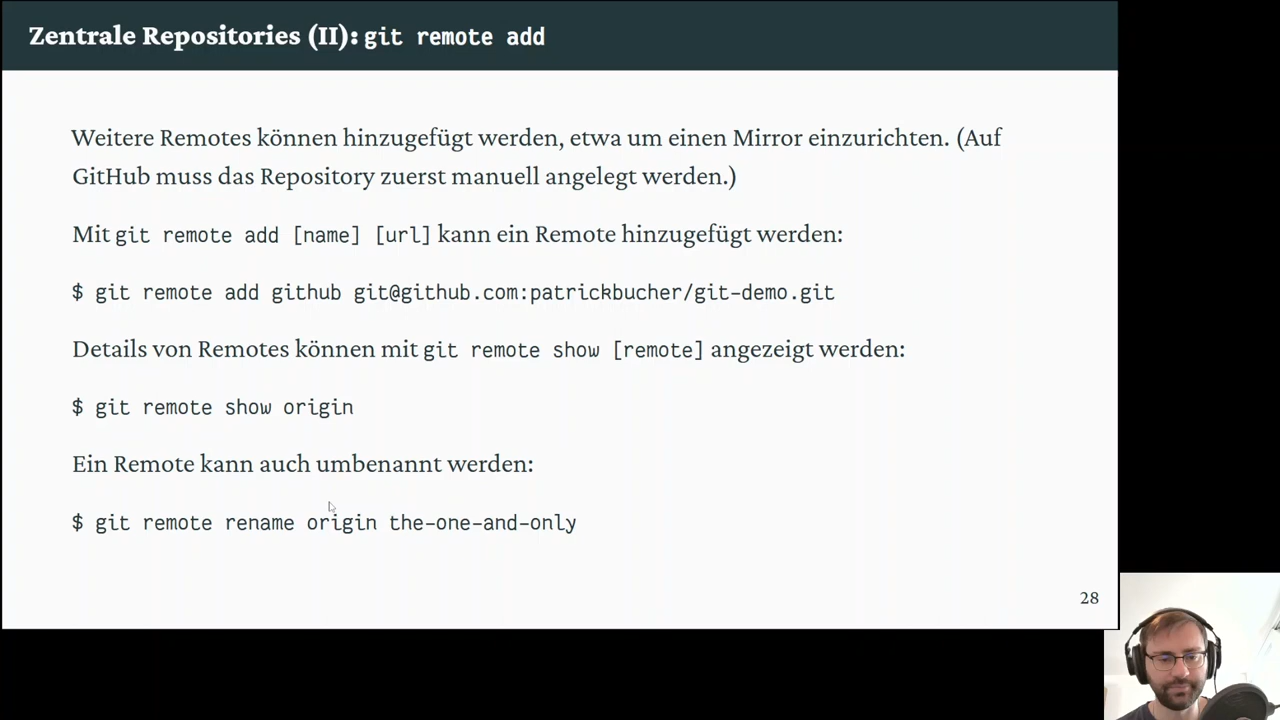 Zentrale Repositories (II): git remote add
Weitere Remotes können hinzugefügt werden, etwa um einen Mirror einzurichten. (Auf
GitHub muss das Repository zuerst manuell angelegt werden.)
Mit git remote add [name] [url] kann ein Remote hinzugefügt werden:
$ git remote add github git@github.com:patrickbucher/git-demo.git
Details von Remotes können mit git remote show [remote] angezeigt werden:
$ git remote show origin
Ein Remote kann auch umbenannt werden:
$ git remote rename origin the-one-and-only
28